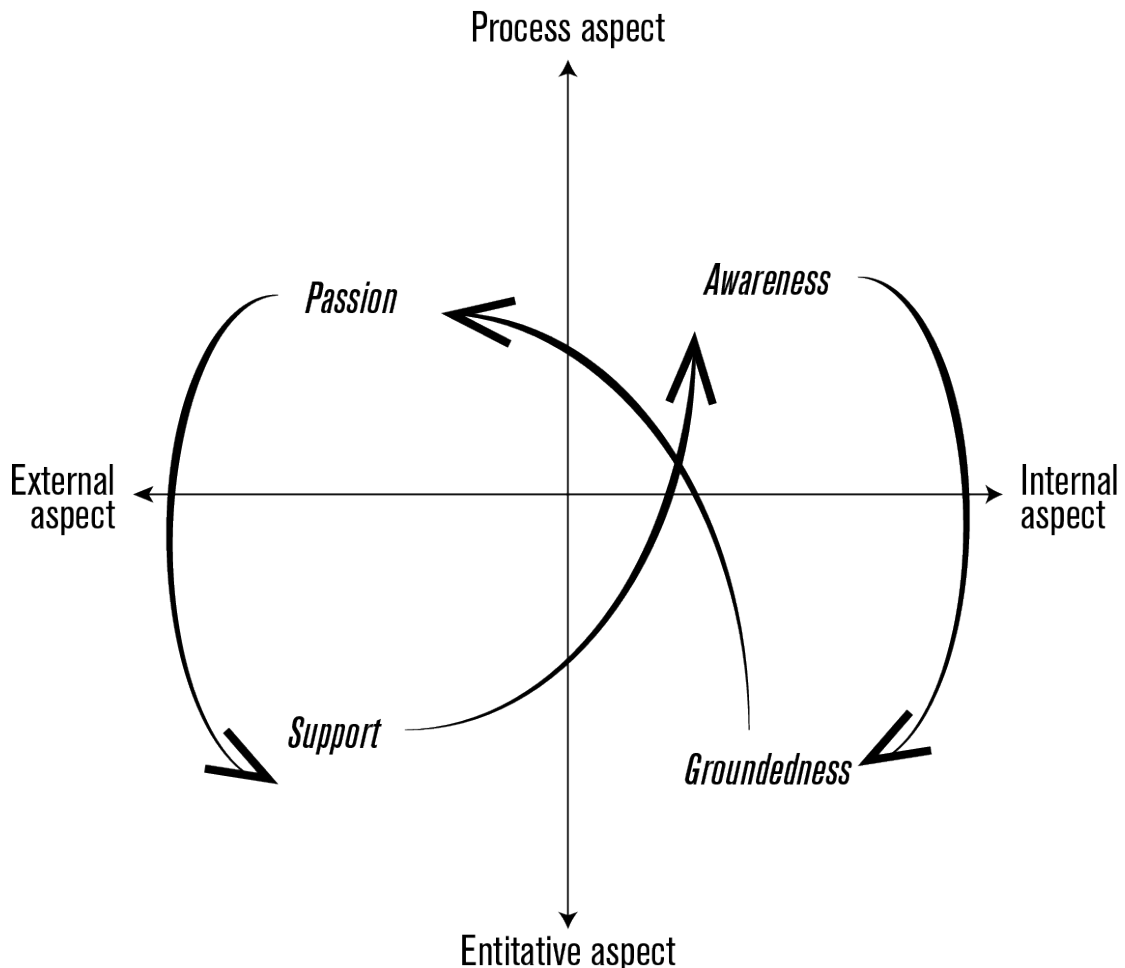 Process aspect
Awareness
Passion
External
aspect
Internal
aspect
Support
Groundedness
Entitative aspect